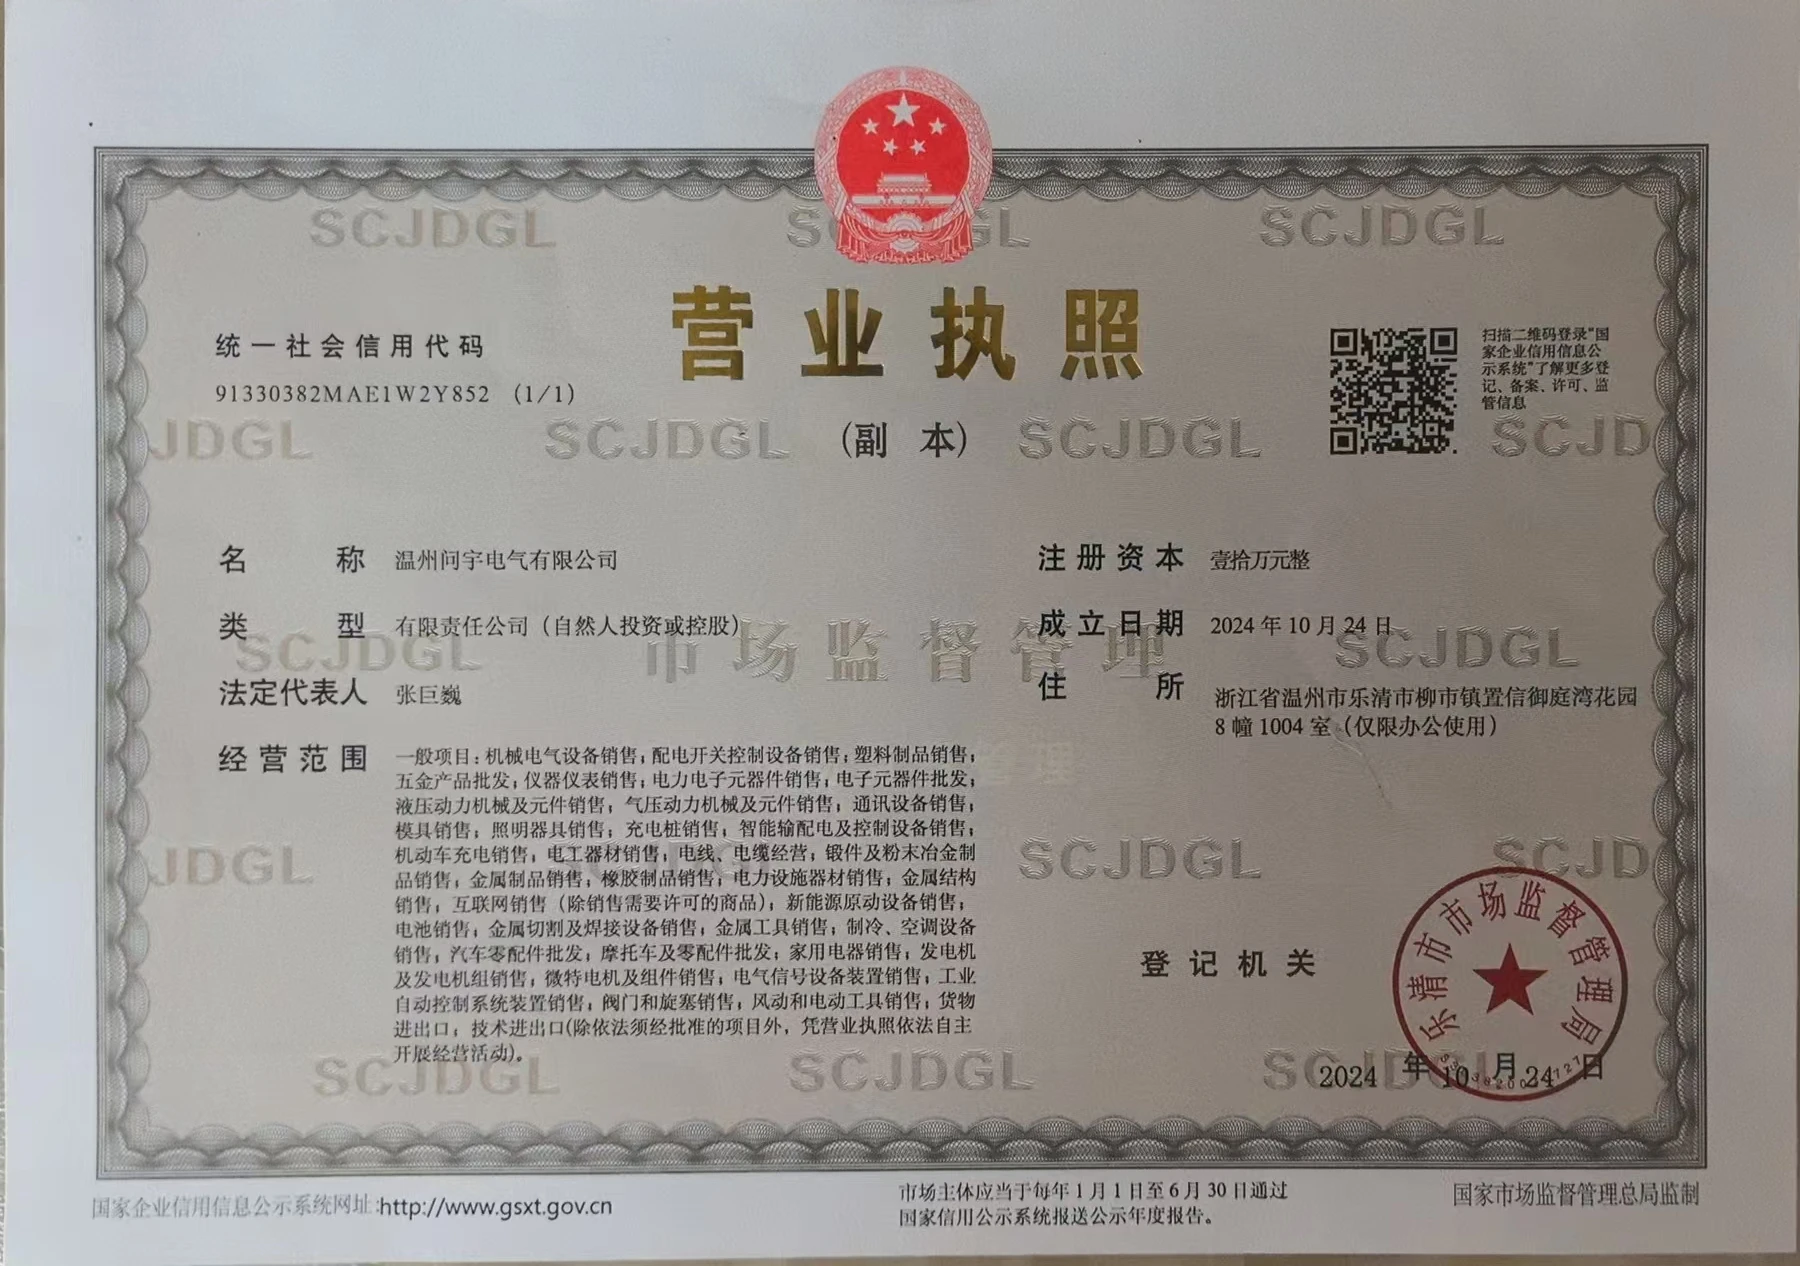 SCJDGL SCJDGL SCJDGL
营业执照
统一社会信用代码
91330382MAE1W2Y852 (1/1)
扫描二维码登录“国
家企业信用信息公
示系统”了解更多登
记、备案、许可、监
管信息
(副 本)
JDGL SCJDGL SCJDGL SCJD
名 称 温州问宇电气有限公司
注册资本 壹拾万元整
类 型 有限责任公司（自然人投资或控股）
成立日期 2024年10月24日
SCJDGL 市场监督管理 SCJDGL
法定代表人 张巨巍
住 所 浙江省温州市乐清市柳市镇置信御庭湾花园
8幢1004室（仅限办公使用）
经营范围 一般项目：机械电气设备销售；配电开关控制设备销售；塑料制品销售；
五金产品批发；仪器仪表销售；电力电子元器件销售；电子元器件批发；
液压动力机械及元件销售；气压动力机械及元件销售；通讯设备销售；
模具销售；照明器具销售；充电桩销售；智能输配电及控制设备销售；
机动车充电销售；电工器材销售；电线、电缆经营；锻件及粉末冶金制
品销售；金属制品销售；橡胶制品销售；电力设施器材销售；金属结构
销售；互联网销售（除销售需要许可的商品）；新能源原动设备销售；
电池销售；金属切割及焊接设备销售；金属工具销售；制冷、空调设备
销售；汽车零配件批发；摩托车及零配件批发；家用电器销售；发电机
及发电机组销售；微特电机及组件销售；电气信号设备装置销售；工业
自动控制系统装置销售；阀门和旋塞销售；风动和电动工具销售；货物
进出口；技术进出口(除依法须经批准的项目外，凭营业执照依法自主
开展经营活动)。
管理
JDGL SCJDGL SCJD
登记机关
乐清市市场监督管理局
2024 年 10 月 24 日
SCJDGL SCJDGL SCJDGL
国家企业信用信息公示系统网址:http://www.gsxt.gov.cn
市场主体应当于每年1月1日至6月30日通过
国家信用公示系统报送公示年度报告。
国家市场监督管理总局监制